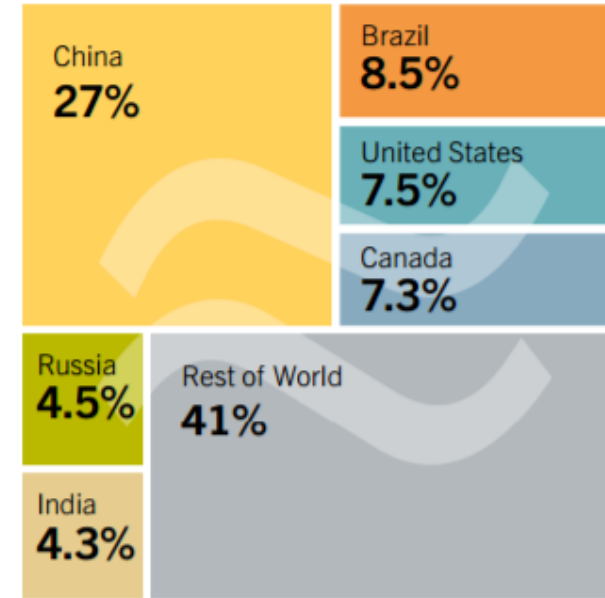 China
27%
Brazil
8.5%
United States
7.5%
Canada
7.3%
Russia
4.5%
Rest of World
41%
India
4.3%